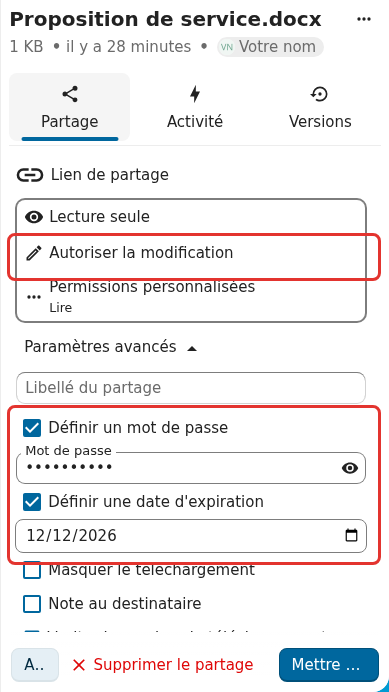 Proposition de service.docx
1 KB • il y a 28 minutes • VN Votre nom
Partage Activité Versions
Lien de partage
Lecture seule
Autoriser la modification
Permissions personnalisées
Lire
Paramètres avancés
Libellé du partage
Définir un mot de passe
Mot de passe
••••••••••
Définir une date d'expiration
12/12/2026
Masquer le téléchargement
Note au destinataire
A.. Supprimer le partage Mettre ...